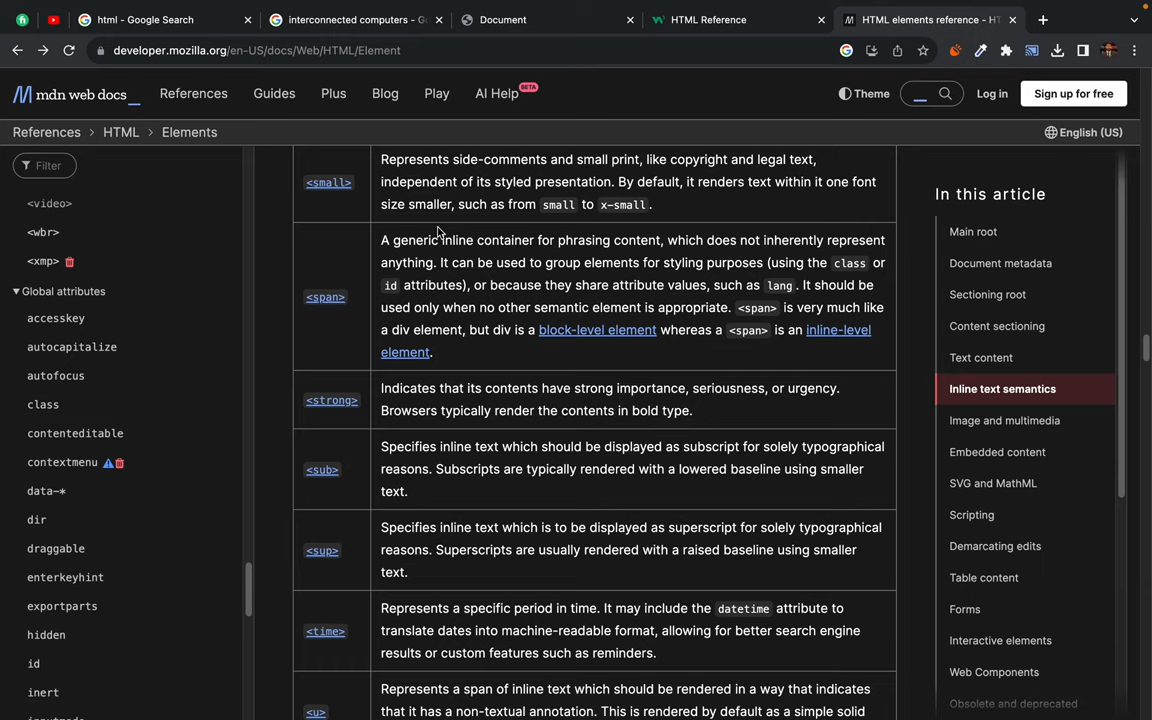 html - Google Search
interconnected computers - Go
Document
HTML Reference
HTML elements reference - HT
developer.mozilla.org/en-US/docs/Web/HTML/Element
mdn web docs_
References
Guides
Plus
Blog
Play
AI Help BETA
Theme
Log in
Sign up for free
References > HTML > Elements
English (US)
Filter
<video>
<wbr>
<xmp>
Global attributes
accesskey
autocapitalize
autofocus
class
contenteditable
contextmenu
data-*
dir
draggable
enterkeyhint
exportparts
hidden
id
inert
<small>
Represents side-comments and small print, like copyright and legal text,
independent of its styled presentation. By default, it renders text within it one font
size smaller, such as from small to x-small.
<span>
A generic inline container for phrasing content, which does not inherently represent
anything. It can be used to group elements for styling purposes (using the class or
id attributes), or because they share attribute values, such as lang. It should be
used only when no other semantic element is appropriate. <span> is very much like
a div element, but div is a block-level element whereas a <span> is an inline-level
element.
<strong>
Indicates that its contents have strong importance, seriousness, or urgency.
Browsers typically render the contents in bold type.
<sub>
Specifies inline text which should be displayed as subscript for solely typographical
reasons. Subscripts are typically rendered with a lowered baseline using smaller
text.
<sup>
Specifies inline text which is to be displayed as superscript for solely typographical
reasons. Superscripts are usually rendered with a raised baseline using smaller
text.
<time>
Represents a specific period in time. It may include the datetime attribute to
translate dates into machine-readable format, allowing for better search engine
results or custom features such as reminders.
<u>
Represents a span of inline text which should be rendered in a way that indicates
that it has a non-textual annotation. This is rendered by default as a simple solid
In this article
Main root
Document metadata
Sectioning root
Content sectioning
Text content
Inline text semantics
Image and multimedia
Embedded content
SVG and MathML
Scripting
Demarcating edits
Table content
Forms
Interactive elements
Web Components
Obsolete and deprecated